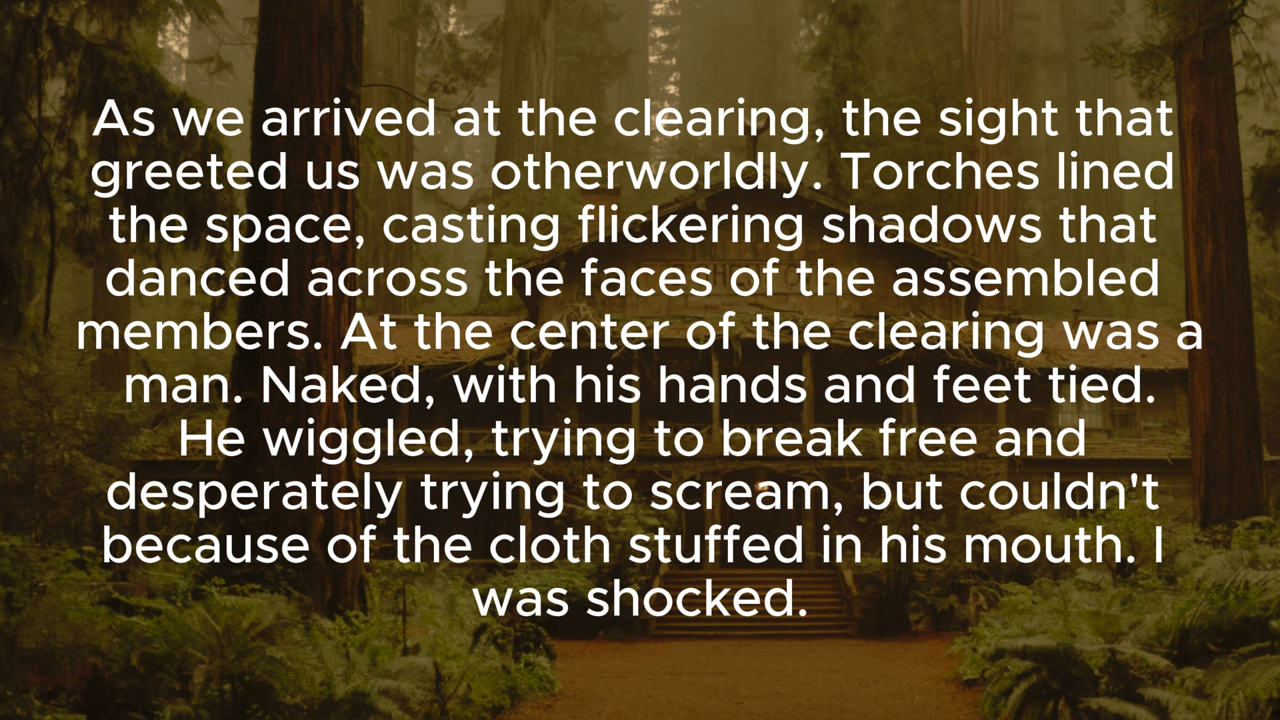 As we arrived at the clearing, the sight that
greeted us was otherworldly. Torches lined
the space, casting flickering shadows that
danced across the faces of the assembled
members. At the center of the clearing was a
man. Naked, with his hands and feet tied.
He wiggled, trying to break free and
desperately trying to scream, but couldn't
because of the cloth stuffed in his mouth. I
was shocked.